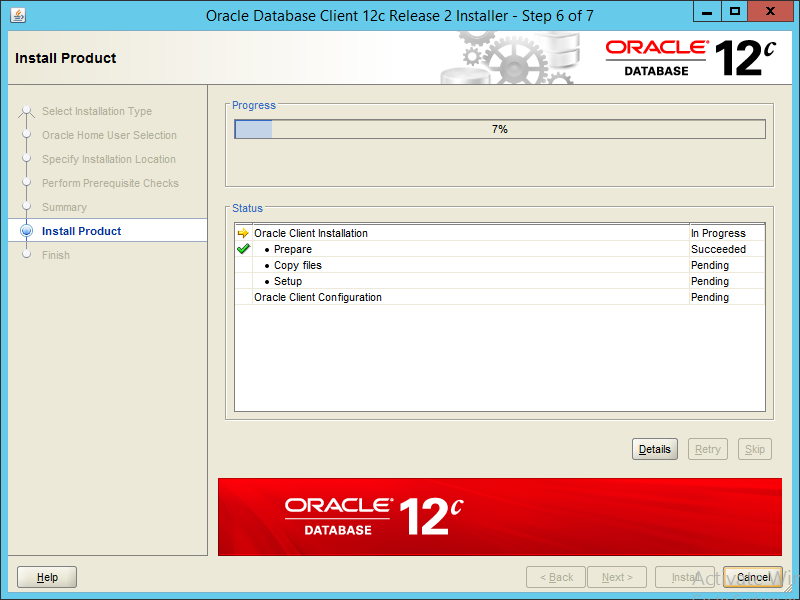 Oracle Database Client 12c Release 2 Installer - Step 6 of 7
Install Product
ORACLE
DATABASE
12c
Select Installation Type
Oracle Home User Selection
Specify Installation Location
Perform Prerequisite Checks
Summary
Install Product
Finish
Progress
7%
Status
Oracle Client Installation In Progress
• Prepare Succeeded
• Copy files Pending
• Setup Pending
Oracle Client Configuration Pending
Details Retry Skip
ORACLE
DATABASE
12c
Help < Back Next > Install Cancel
Activate Win